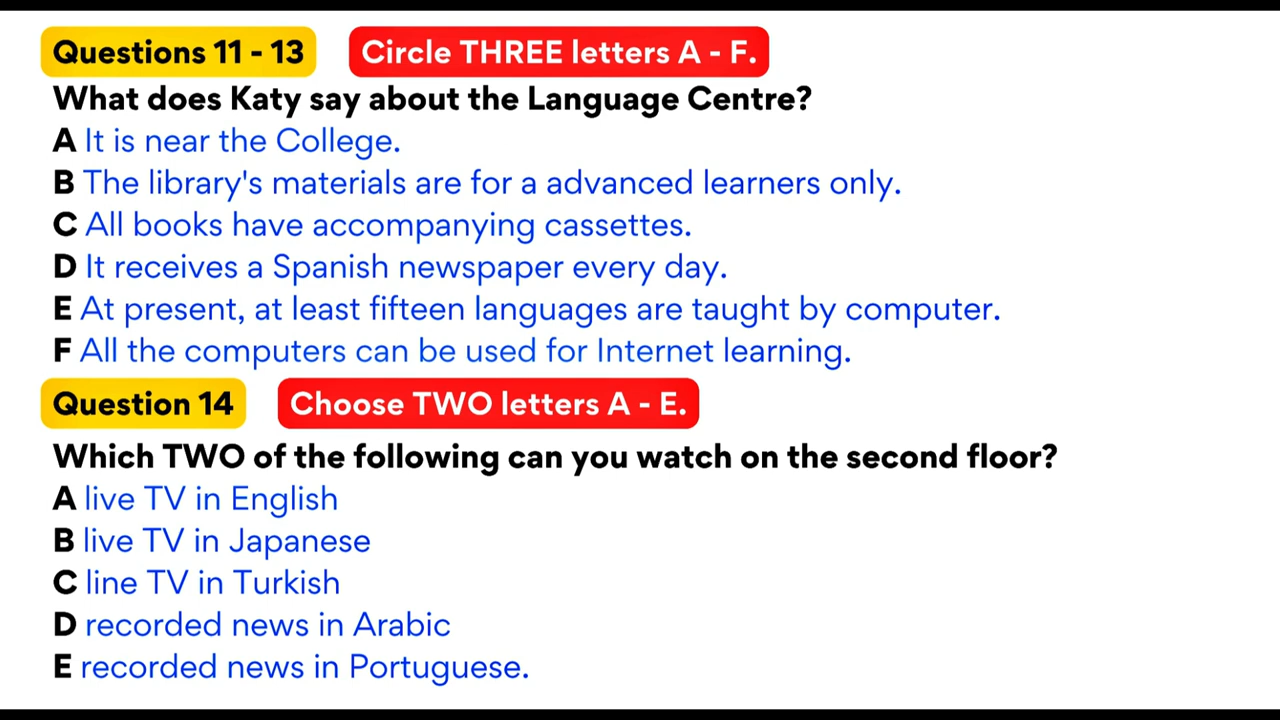 Questions 11 - 13 Circle THREE letters A - F.
What does Katy say about the Language Centre?
A It is near the College.
B The library's materials are for a advanced learners only.
C All books have accompanying cassettes.
D It receives a Spanish newspaper every day.
E At present, at least fifteen languages are taught by computer.
F All the computers can be used for Internet learning.
Question 14 Choose TWO letters A - E.
Which TWO of the following can you watch on the second floor?
A live TV in English
B live TV in Japanese
C line TV in Turkish
D recorded news in Arabic
E recorded news in Portuguese.